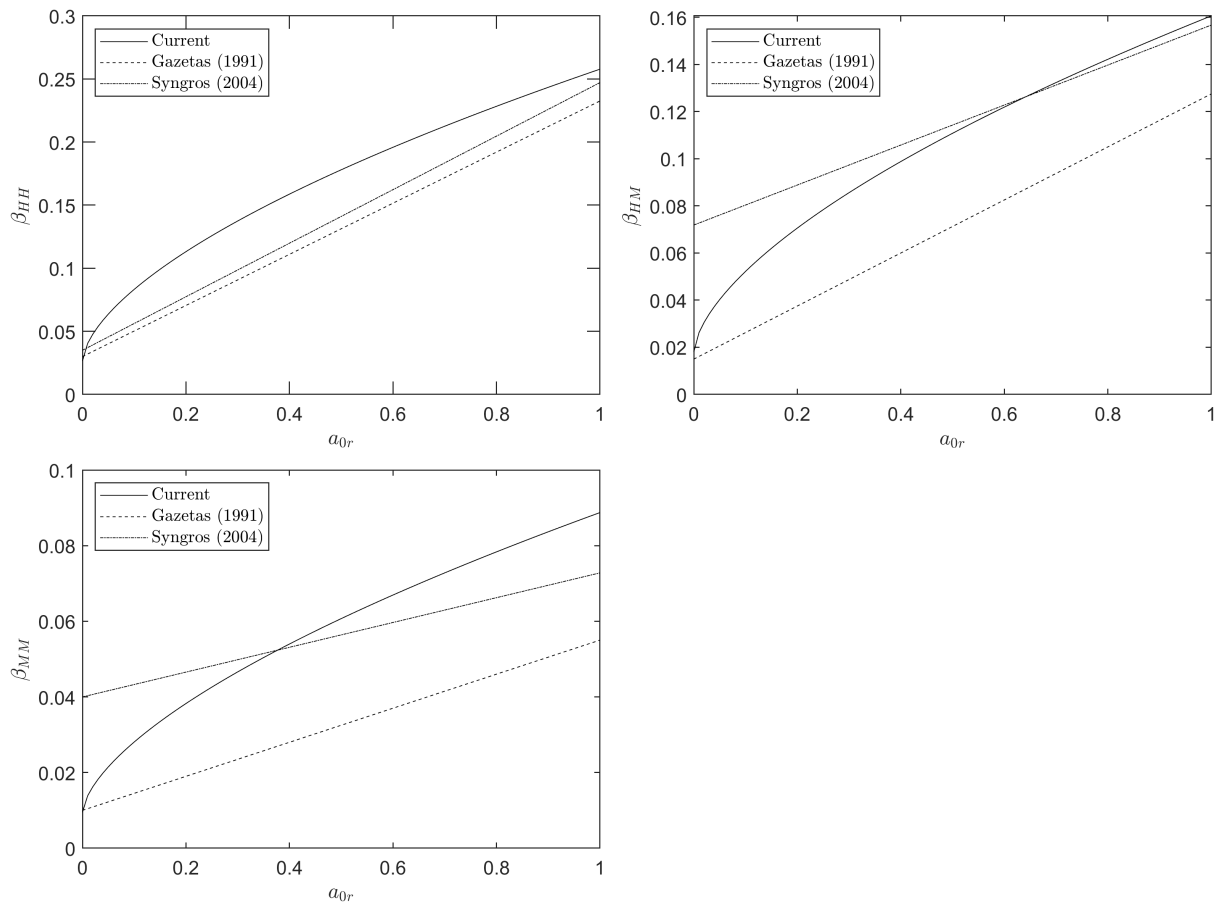 0.3
0.25
0.2
0.15
0.1
0.05
0
β_HH
Current
Gazetas (1991)
Syngros (2004)
0 0.2 0.4 0.6 0.8 1
a_0r
0.16
0.14
0.12
0.1
0.08
0.06
0.04
0.02
0
β_HM
Current
Gazetas (1991)
Syngros (2004)
0 0.2 0.4 0.6 0.8 1
a_0r
0.1
0.08
0.06
0.04
0.02
0
β_MM
Current
Gazetas (1991)
Syngros (2004)
0 0.2 0.4 0.6 0.8 1
a_0r